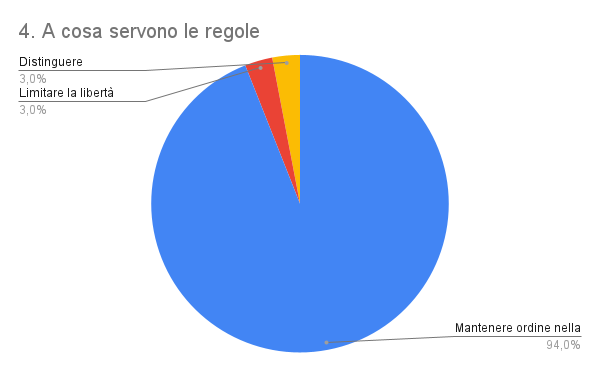 4. A cosa servono le regole
Distinguere
3,0%
Limitare la libertà
3,0%
Mantenere ordine nella
94,0%